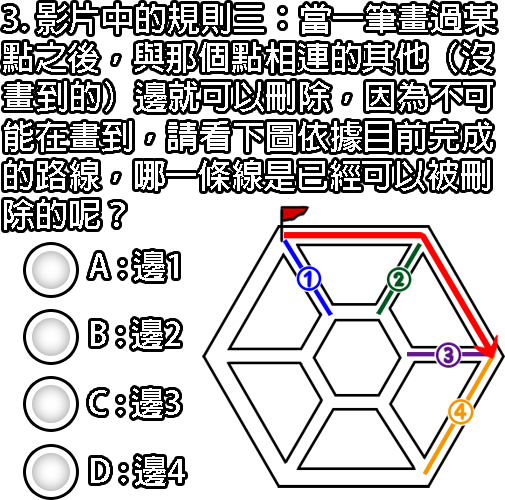 3. 影片中的規則三：當一筆畫過某
點之後，與那個點相連的其他（沒
畫到的）邊就可以刪除，因為不可
能在畫到，請看下圖依據目前完成
的路線，哪一條線是已經可以被刪
除的呢？
A：邊1
B：邊2
C：邊3
D：邊4
①
②
③
④